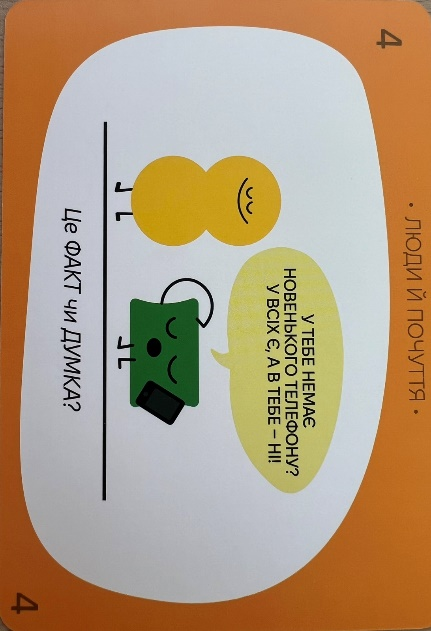 4
• ЛЮДИ Й ПОЧУТТЯ •
У ТЕБЕ НЕМАЄ
НОВЕНЬКОГО ТЕЛЕФОНУ?
У ВСІХ Є, А В ТЕБЕ – НІ!
Це ФАКТ чи ДУМКА?
4